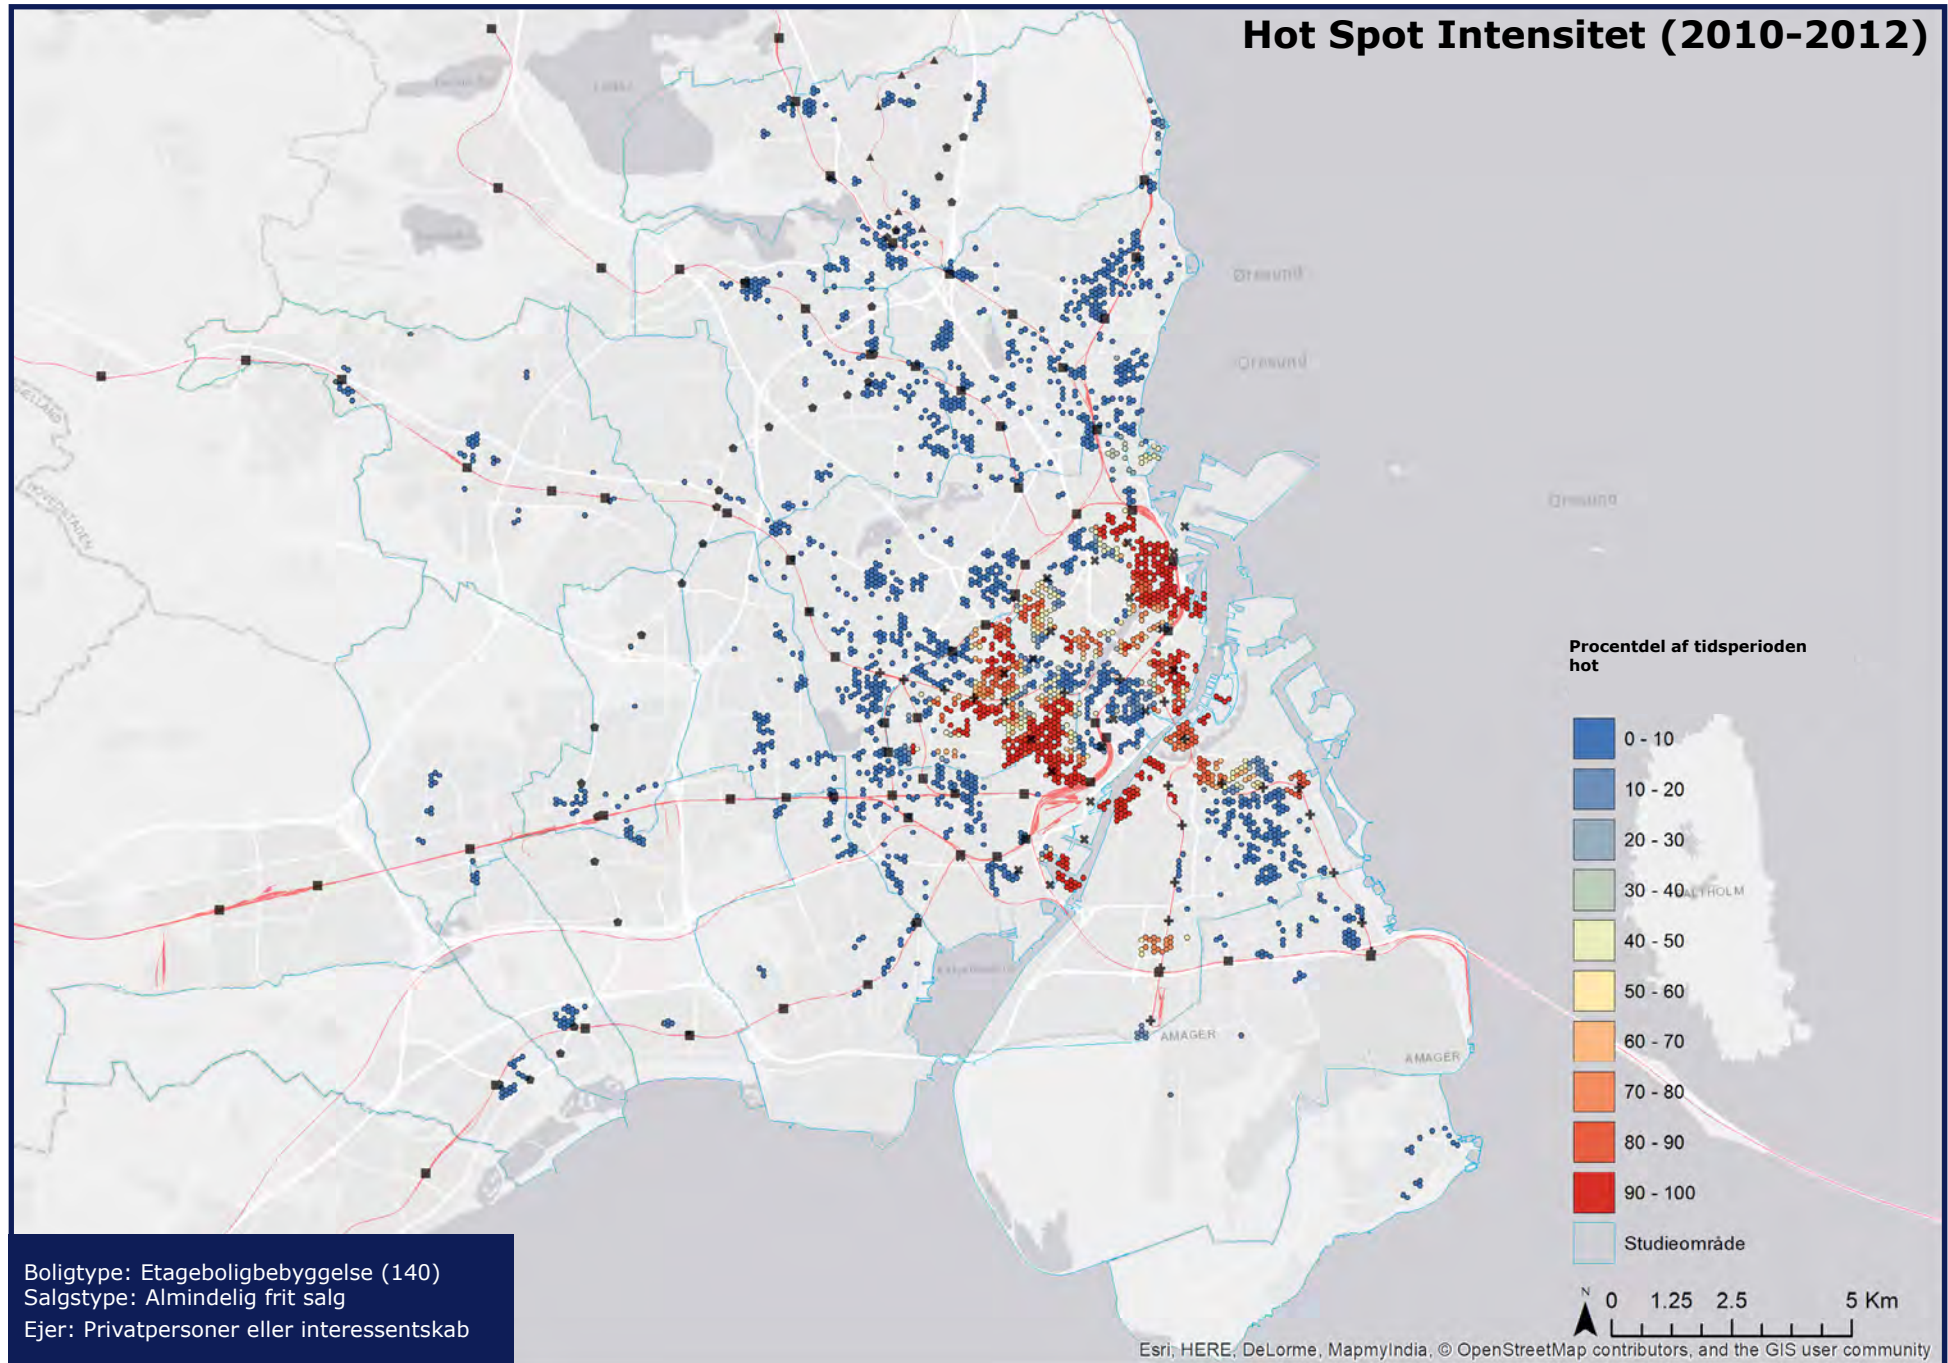 Hot Spot Intensitet (2010-2012)
Øresund
Øresund
Øresund
HOVEDSTADEN
Procentdel af tidsperioden
hot
0 - 10
10 - 20
20 - 30
30 - 40
40 - 50
50 - 60
60 - 70
70 - 80
80 - 90
90 - 100
Studieområde
AMAGER
AMAGER
Boligtype: Etageboligbebyggelse (140)
Salgstype: Almindelig frit salg
Ejer: Privatpersoner eller interessentskab
N
0 1.25 2.5 5 Km
Esri, HERE, DeLorme, MapmyIndia, © OpenStreetMap contributors, and the GIS user community